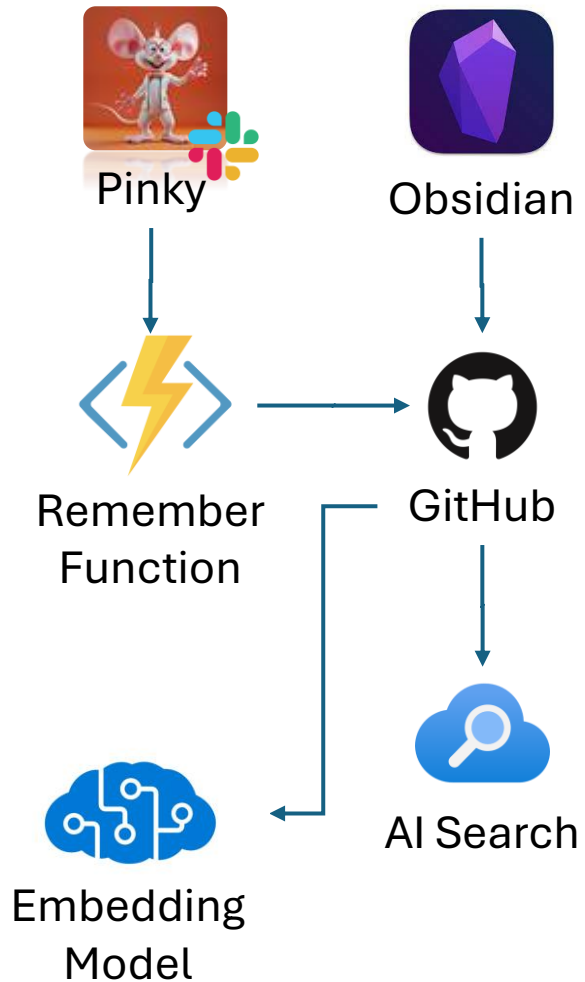 Pinky
Obsidian
Remember
Function
GitHub
AI Search
Embedding
Model